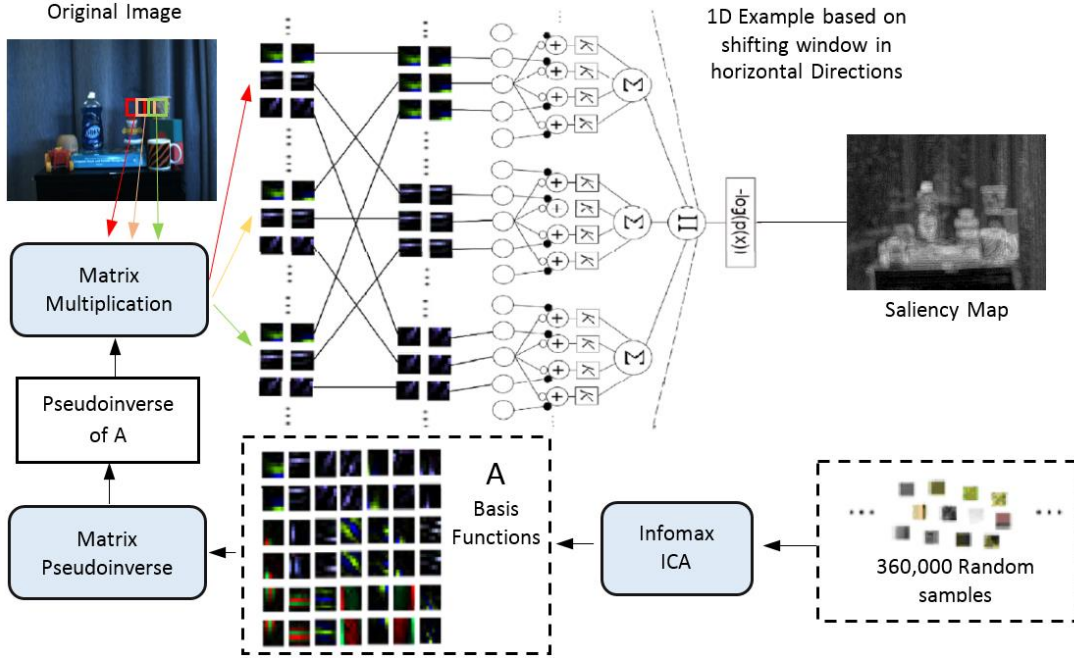 Original Image
1D Example based on
shifting window in
horizontal Directions
Matrix
Multiplication
+ K
+ K
+ K
+ K
Σ
+ K
+ K
+ K
+ K
Σ
Π
-log(p(x))
+ K
+ K
+ K
+ K
Σ
Saliency Map
Pseudoinverse
of A
Matrix
Pseudoinverse
A
Basis
Functions
Infomax
ICA
360,000 Random
samples